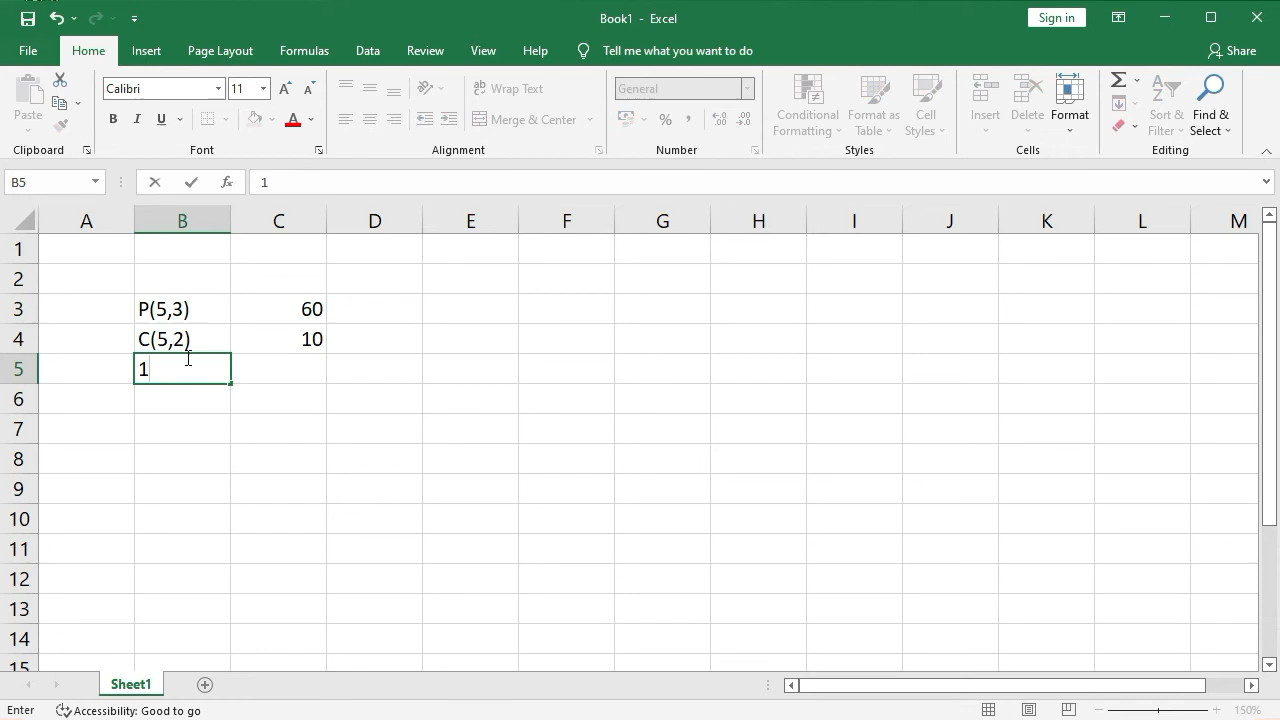 Book1 - Excel
Sign in
File Home Insert Page Layout Formulas Data Review View Help Tell me what you want to do Share
Paste
Clipboard
Calibri 11
B I U A
Font
Wrap Text
Merge & Center
Alignment
General
% ,
Number
Conditional Formatting
Format as Table
Cell Styles
Styles
Insert Delete Format
Cells
Sort & Filter
Find & Select
Editing
B5 fx 1
A B C D E F G H I J K L M
1
2
3 P(5,3) 60
4 C(5,2) 10
5 1
6
7
8
9
10
11
12
13
14
15
Sheet1
Enter Accessibility: Good to go 150%